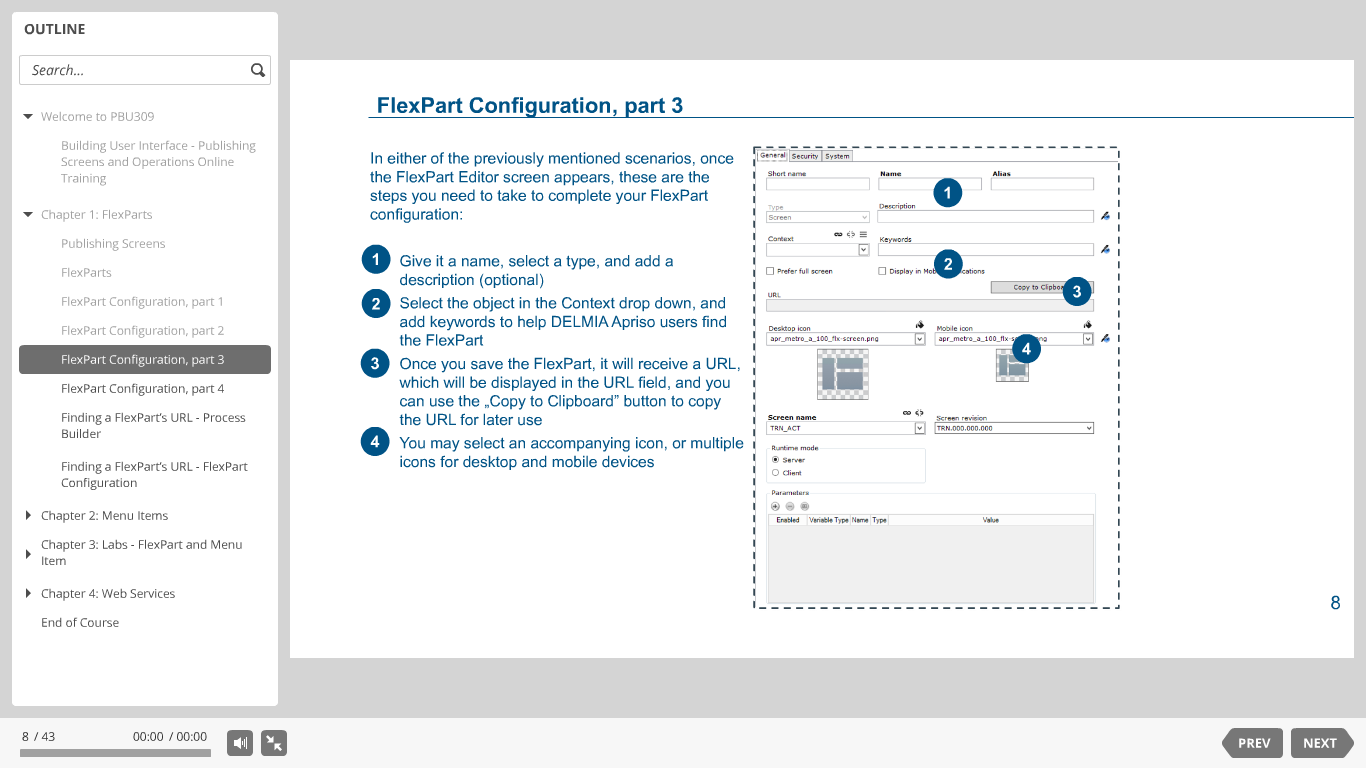 OUTLINE
Search...
Welcome to PBU309
Building User Interface - Publishing
Screens and Operations Online
Training
Chapter 1: FlexParts
Publishing Screens
FlexParts
FlexPart Configuration, part 1
FlexPart Configuration, part 2
FlexPart Configuration, part 3
FlexPart Configuration, part 4
Finding a FlexPart's URL - Process
Builder
Finding a FlexPart's URL - FlexPart
Configuration
Chapter 2: Menu Items
Chapter 3: Labs - FlexPart and Menu
Item
Chapter 4: Web Services
End of Course
FlexPart Configuration, part 3
In either of the previously mentioned scenarios, once
the FlexPart Editor screen appears, these are the
steps you need to take to complete your FlexPart
configuration:
1 Give it a name, select a type, and add a
description (optional)
2 Select the object in the Context drop down, and
add keywords to help DELMIA Apriso users find
the FlexPart
3 Once you save the FlexPart, it will receive a URL,
which will be displayed in the URL field, and you
can use the „Copy to Clipboard” button to copy
the URL for later use
4 You may select an accompanying icon, or multiple
icons for desktop and mobile devices
General Security System
Short name Name Alias
1
Type Description
Screen
Context Keywords
2
Prefer full screen Display in
Copy to 3
URL
Desktop icon Mobile icon
apr_metro_a_100_flx-screen.png
4
Screen name Screen revision
TRN_ACT TRN.000.000.000
Runtime mode
Server
Client
Parameters
Enabled Variable Type Name Type Value
8
8 / 43 00:00 / 00:00
PREV NEXT